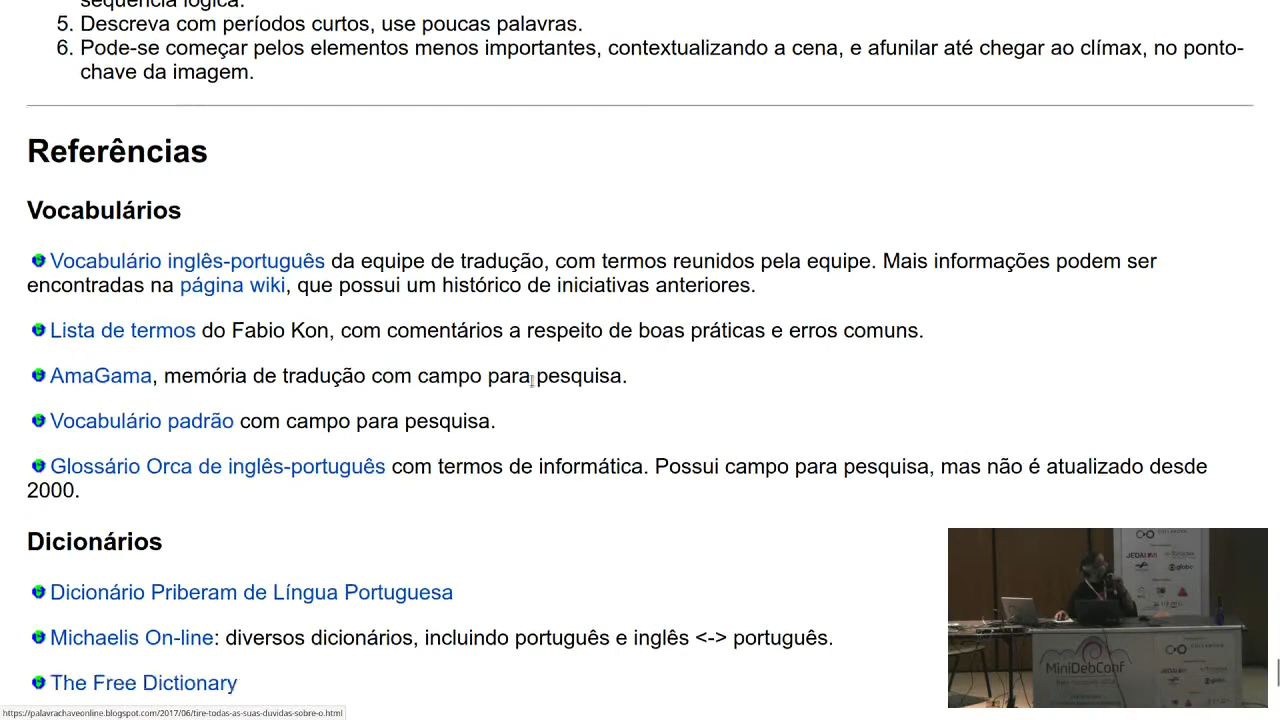 sequência lógica.
5. Descreva com períodos curtos, use poucas palavras.
6. Pode-se começar pelos elementos menos importantes, contextualizando a cena, e afunilar até chegar ao clímax, no ponto-
chave da imagem.
Referências
Vocabulários
Vocabulário inglês-português da equipe de tradução, com termos reunidos pela equipe. Mais informações podem ser
encontradas na página wiki, que possui um histórico de iniciativas anteriores.
Lista de termos do Fabio Kon, com comentários a respeito de boas práticas e erros comuns.
AmaGama, memória de tradução com campo para pesquisa.
Vocabulário padrão com campo para pesquisa.
Glossário Orca de inglês-português com termos de informática. Possui campo para pesquisa, mas não é atualizado desde
2000.
Dicionários
Dicionário Priberam de Língua Portuguesa
Michaelis On-line: diversos dicionários, incluindo português e inglês <-> português.
The Free Dictionary
https://palavrachaveonline.blogspot.com/2017/06/tire-todas-as-suas-duvidas-sobre-o.html
globo
MiniDebConf